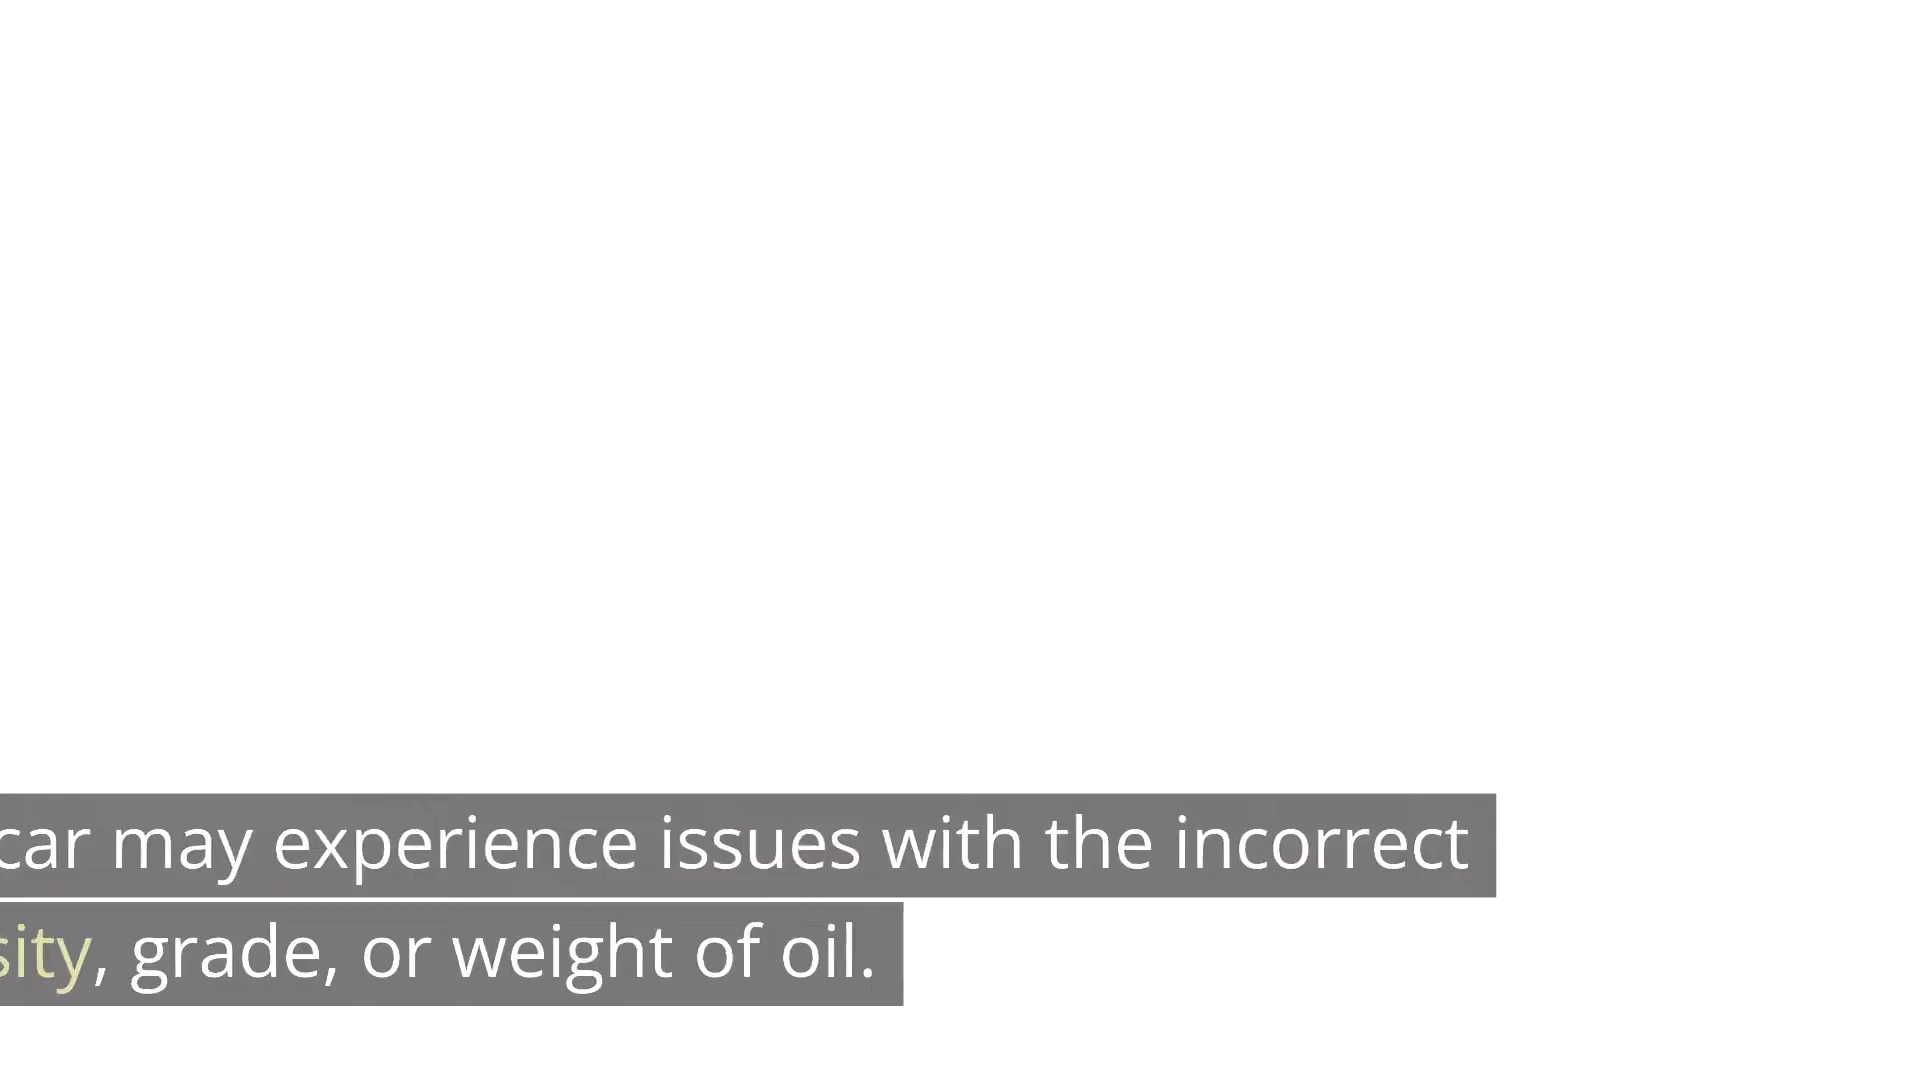 car may experience issues with the incorrect
sity, grade, or weight of oil.